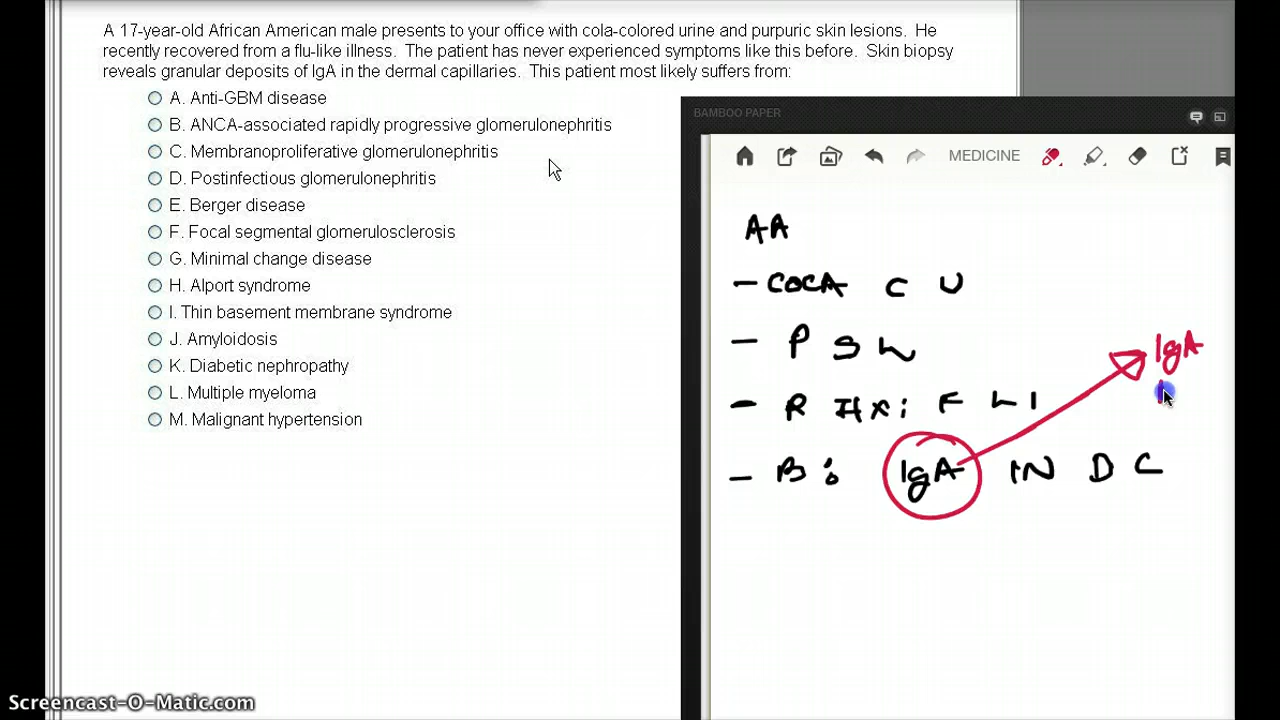 A 17-year-old African American male presents to your office with cola-colored urine and purpuric skin lesions. He
recently recovered from a flu-like illness. The patient has never experienced symptoms like this before. Skin biopsy
reveals granular deposits of IgA in the dermal capillaries. This patient most likely suffers from:
A. Anti-GBM disease
B. ANCA-associated rapidly progressive glomerulonephritis
C. Membranoproliferative glomerulonephritis
D. Postinfectious glomerulonephritis
E. Berger disease
F. Focal segmental glomerulosclerosis
G. Minimal change disease
H. Alport syndrome
I. Thin basement membrane syndrome
J. Amyloidosis
K. Diabetic nephropathy
L. Multiple myeloma
M. Malignant hypertension
BAMBOO PAPER
MEDICINE
AA
- COCA C U
- P S L
- R Hx: F L I
IgA
- B: IgA IN D C
Screencast-O-Matic.com